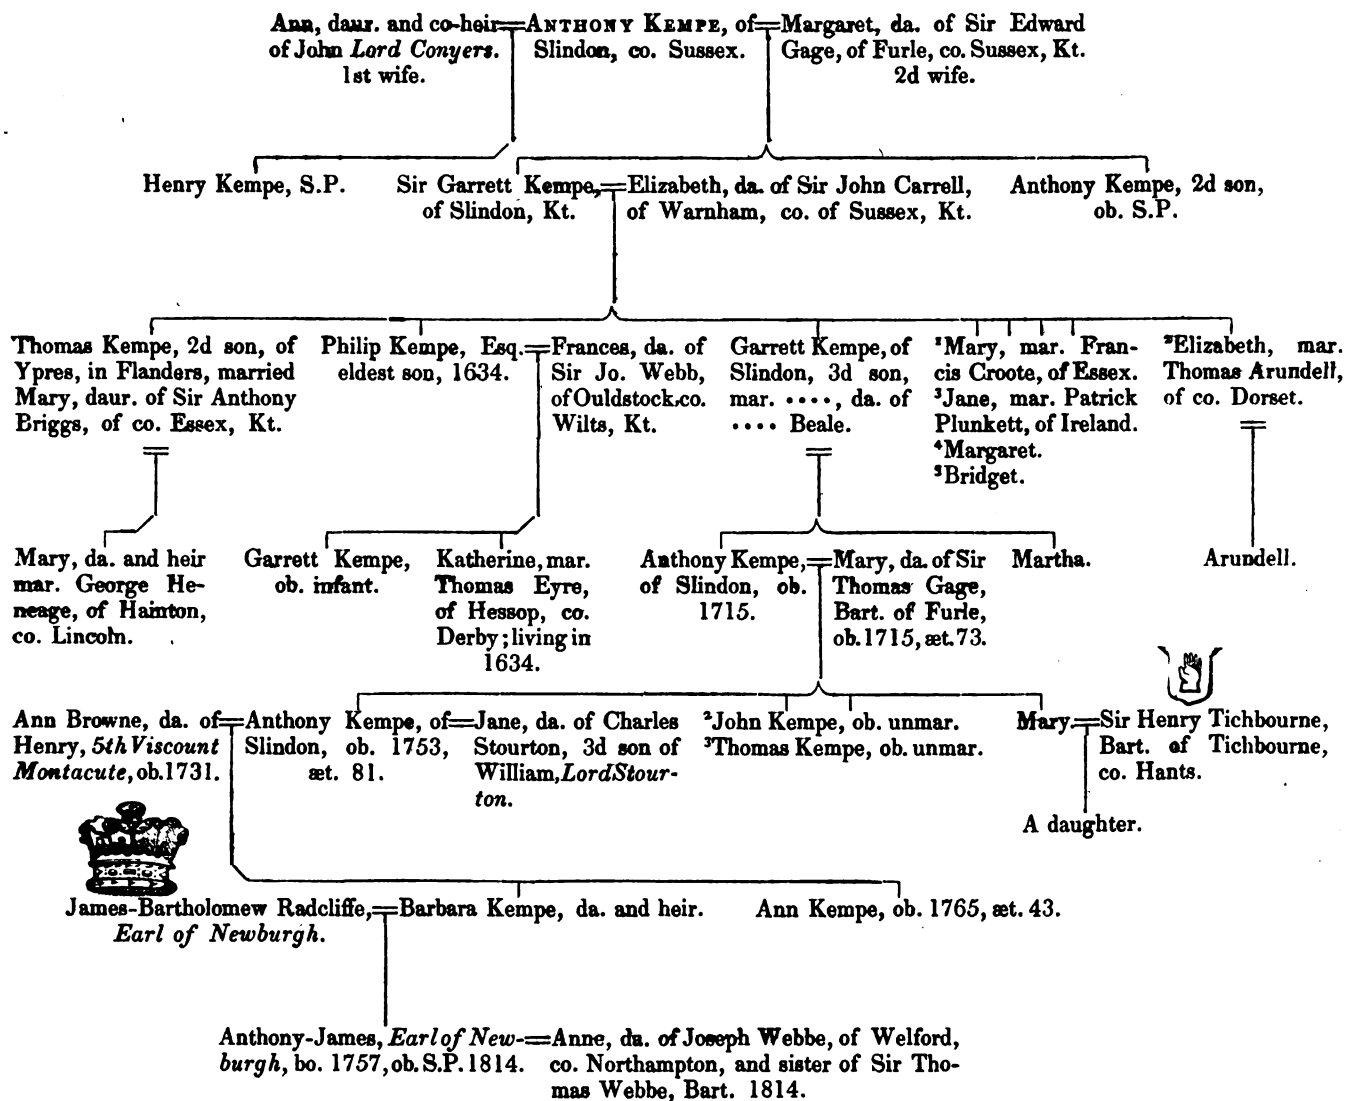 Ann, daur. and co-heir=ANTHONY KEMPE, of=Margaret, da. of Sir Edward
of John Lord Conyers. Slindon, co. Sussex. Gage, of Furle, co. Sussex, Kt.
1st wife. 2d wife.
Henry Kempe, S.P.
Sir Garrett Kempe,=Elizabeth, da. of Sir John Carrell,
of Slindon, Kt. of Warnham, co. of Sussex, Kt.
Anthony Kempe, 2d son,
ob. S.P.
Thomas Kempe, 2d son, of
Ypres, in Flanders, married
Mary, daur. of Sir Anthony
Briggs, of co. Essex, Kt.
Philip Kempe, Esq.=
eldest son, 1634.
Frances, da. of
Sir Jo. Webb,
of Ouldstock, co.
Wilts, Kt.
Garrett Kempe, of
Slindon, 3d son,
mar. ····, da. of
···· Beale.
¹Mary, mar. Fran-
cis Croote, of Essex.
³Jane, mar. Patrick
Plunkett, of Ireland.
⁴Margaret.
⁵Bridget.
²Elizabeth, mar.
Thomas Arundell,
of co. Dorset.
Mary, da. and heir
mar. George He-
neage, of Hainton,
co. Lincoln.
Garrett Kempe,
ob. infant.
Katherine, mar.
Thomas Eyre,
of Hessop, co.
Derby; living in
1634.
Anthony Kempe,=
of Slindon, ob.
1715.
Mary, da. of Sir
Thomas Gage,
Bart. of Furle,
ob. 1715, æt. 73.
Martha.
Arundell.
Ann Browne, da. of=
Henry, 5th Viscount
Montacute, ob. 1731.
Anthony Kempe, of=
Slindon, ob. 1753,
æt. 81.
Jane, da. of Charles
Stourton, 3d son of
William, Lord Stour-
ton.
²John Kempe, ob. unmar.
³Thomas Kempe, ob. unmar.
Mary.=
Sir Henry Tichbourne,
Bart. of Tichbourne,
co. Hants.
A daughter.
James-Bartholomew Radcliffe,=Barbara Kempe, da. and heir.
Earl of Newburgh.
Ann Kempe, ob. 1765, æt. 43.
Anthony-James, Earl of New-=Anne, da. of Joseph Webbe, of Welford,
burgh, bo. 1757, ob. S.P. 1814. co. Northampton, and sister of Sir Tho-
mas Webbe, Bart. 1814.